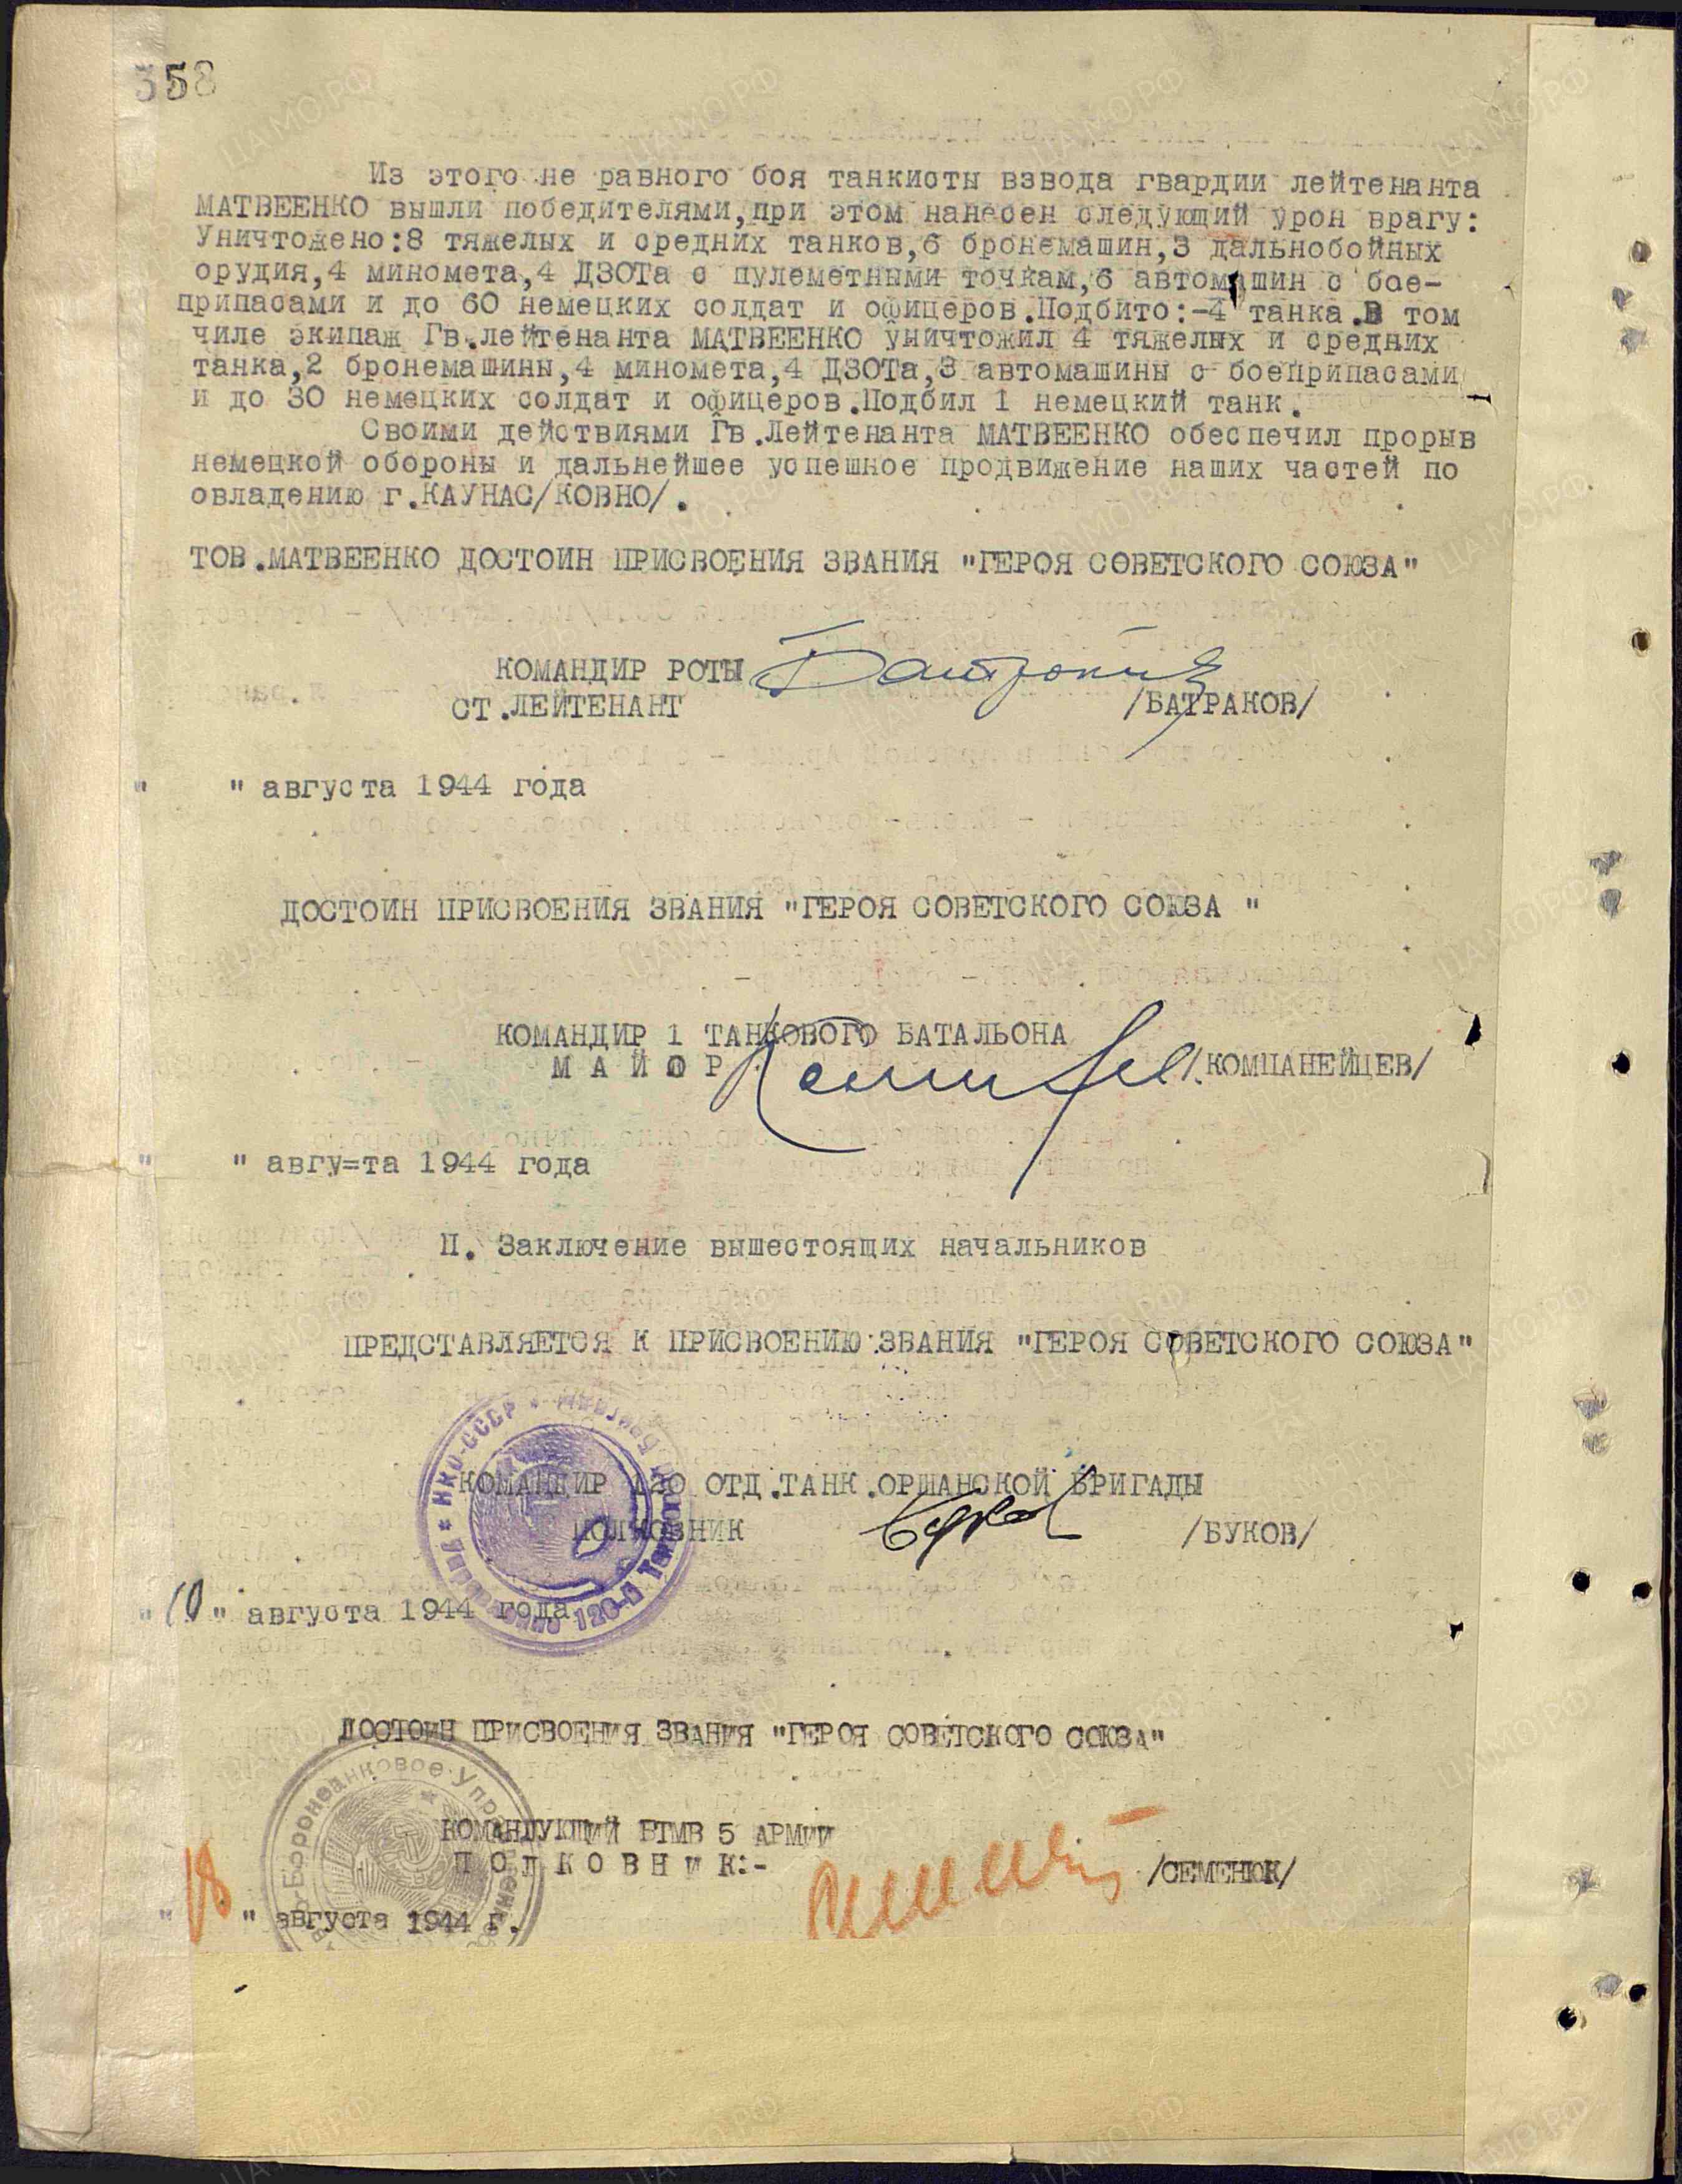 358
Из этого не равного боя танкисты взвода гвардии лейтенанта
МАТВЕЕНКО вышли победителями,при этом нанесен следующий урон врагу:
Уничтожено:8 тяжелых и средних танков,6 бронемашин,3 дальнобойных
орудия,4 миномета,4 ДЗОТа с пулеметными точкам,6 автомашин с бое-
припасами и до 60 немецких солдат и офицеров.Подбито:-4 танка.В том
числе экипаж Гв.лейтенанта МАТВЕЕНКО уничтожил 4 тяжелых и средних
танка,2 бронемашины,4 миномета,4 ДЗОТа,3 автомашины с боеприпасами
и до 30 немецких солдат и офицеров.Подбил 1 немецкий танк.
Своими действиями Гв.Лейтенанта МАТВЕЕНКО обеспечил прорыв
немецкой обороны и дальнейшее успешное продвижение наших частей по
овладению г.КАУНАС/КОВНО/.
ТОВ.МАТВЕЕНКО ДОСТОИН ПРИСВОЕНИЯ ЗВАНИЯ "ГЕРОЯ СОВЕТСКОГО СОЮЗА"
КОМАНДИР РОТЫ
СТ.ЛЕЙТЕНАНТ /БАТРАКОВ/
" " августа 1944 года
ДОСТОИН ПРИСВОЕНИЯ ЗВАНИЯ "ГЕРОЯ СОВЕТСКОГО СОЮЗА "
КОМАНДИР 1 ТАНКОВОГО БАТАЛЬОНА
М А Й О Р /КОМПАНЕЙЦЕВ/
" " авгу=та 1944 года
II. Заключение вышестоящих начальников
ПРЕДСТАВЛЯЕТСЯ К ПРИСВОЕНИЮ ЗВАНИЯ "ГЕРОЯ СОВЕТСКОГО СОЮЗА"
КОМАНДИР 120 ОТД.ТАНК.ОРШАНСКОЙ БРИГАДЫ
ПОЛКОВНИК /БУКОВ/
" 10 " августа 1944 года
НКО-СССР
ДОСТОИН ПРИСВОЕНИЯ ЗВАНИЯ "ГЕРОЯ СОВЕТСКОГО СОЮЗА"
КОМАНДУЮЩИЙ БТМВ 5 АРМИИ
П О Л К О В Н И К:- /СЕМЕНЮК/
" 18 " августа 1944 г.
ЦАМО.РФ